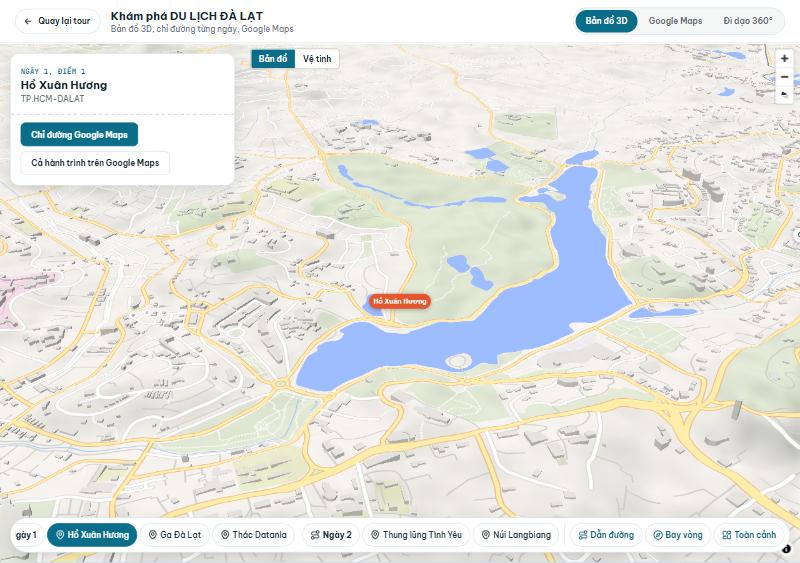 Quay lại tour
Khám phá DU LỊCH ĐÀ LẠT
Bản đồ 3D, chỉ đường từng ngày, Google Maps
Bản đồ 3D
Google Maps
Đi dạo 360°
Bản đồ
Vệ tinh
NGÀY 1, ĐIỂM 1
Hồ Xuân Hương
TP.HCM-DALAT
Chỉ đường Google Maps
Cả hành trình trên Google Maps
Hồ Xuân Hương
gày 1
Hồ Xuân Hương
Ga Đà Lạt
Thác Datanla
Ngày 2
Thung lũng Tình Yêu
Núi Langbiang
Dẫn đường
Bay vòng
Toàn cảnh